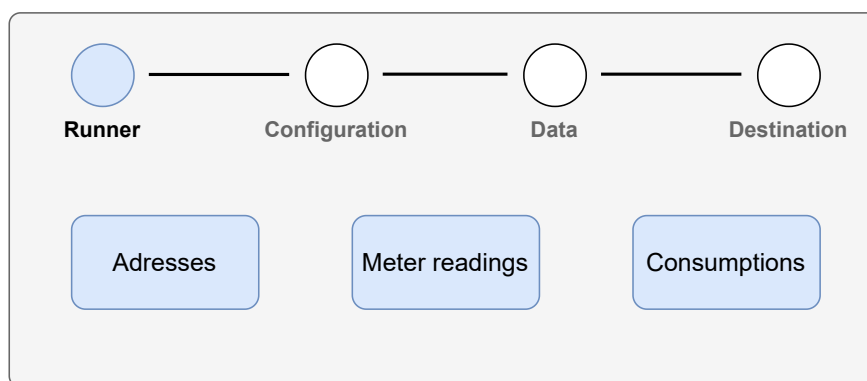 Runner
Configuration
Data
Destination
Adresses
Meter readings
Consumptions